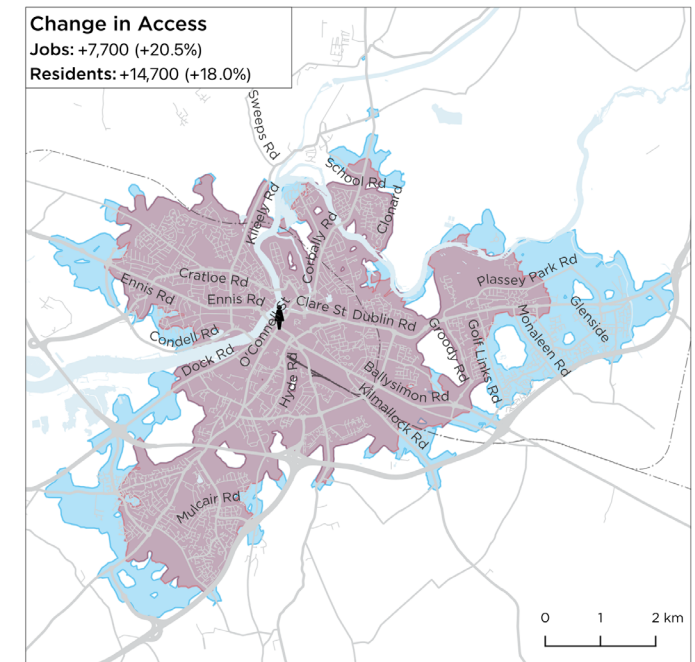 Change in Access
Jobs: +7,700 (+20.5%)
Residents: +14,700 (+18.0%)
Sweeps Rd
School Rd
Clonard
Kileely Rd
Corbally Rd
Cratloe Rd
Plassey Park Rd
Ennis Rd
Ennis Rd
Clare St
Dublin Rd
Glenside
Monaleen Rd
Condell Rd
O'Connell St
Groody Rd
Golf Links Rd
Dock Rd
Hyde Rd
Ballysimon Rd
Kilmallock Rd
Mulcair Rd
0 1 2 km